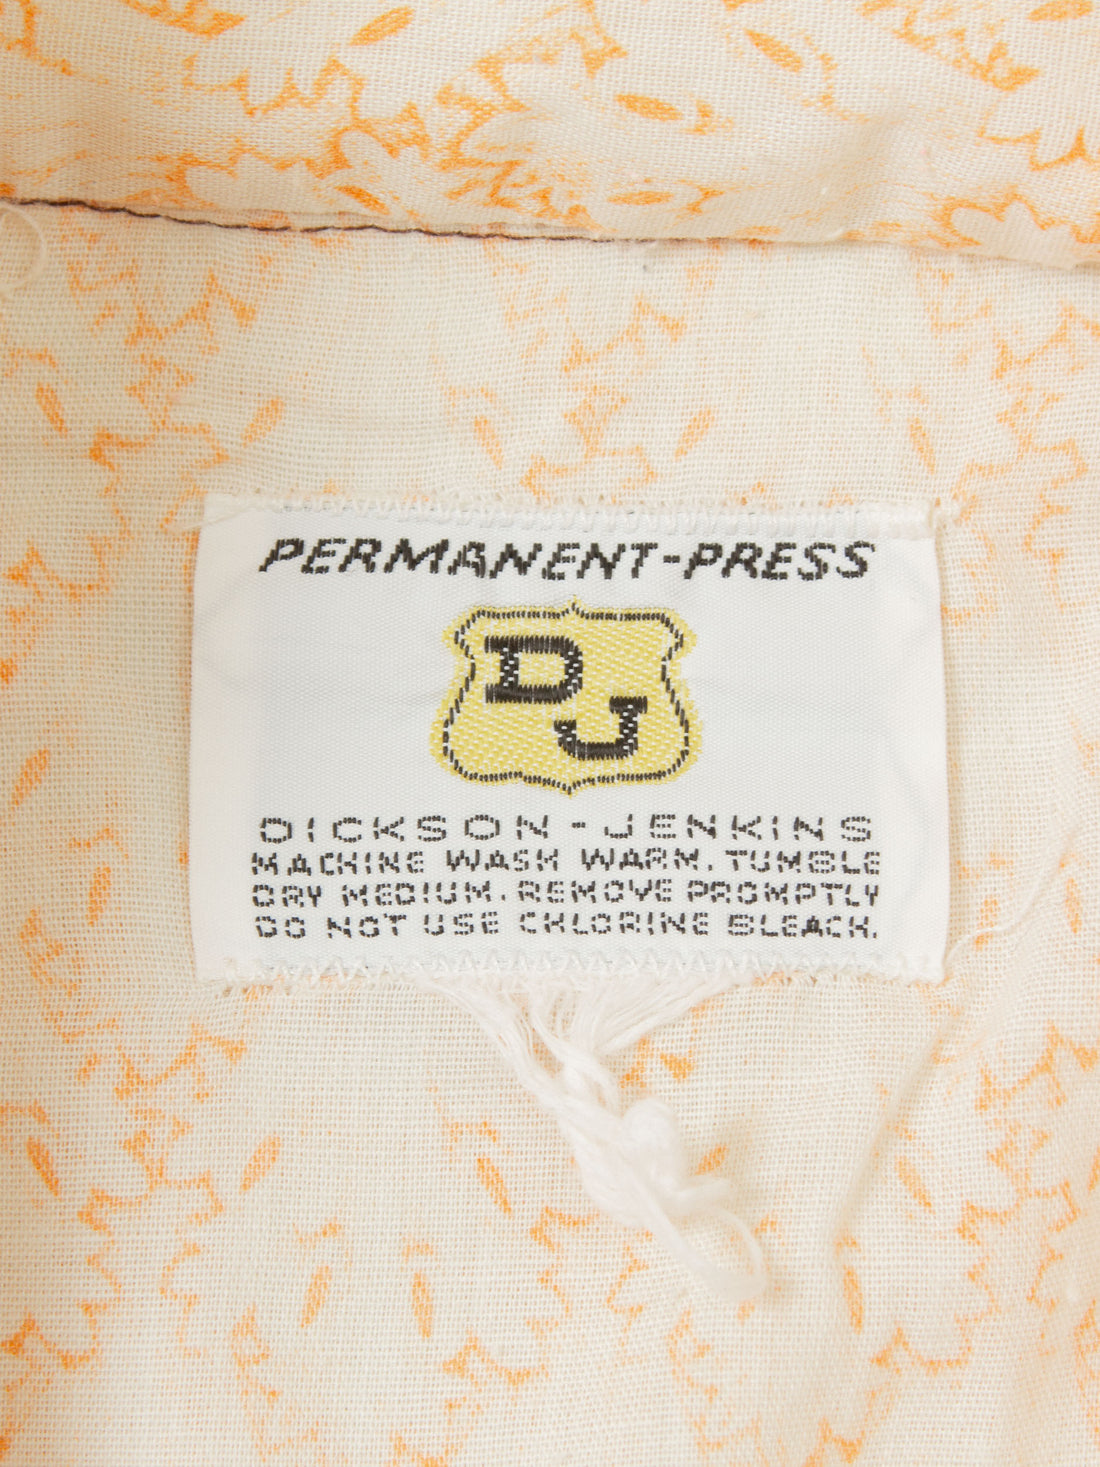 PERMANENT-PRESS
DJ
DICKSON-JENKINS
MACHINE WASH WARM. TUMBLE
DRY MEDIUM. REMOVE PROMPTLY
DO NOT USE CHLORINE BLEACH.